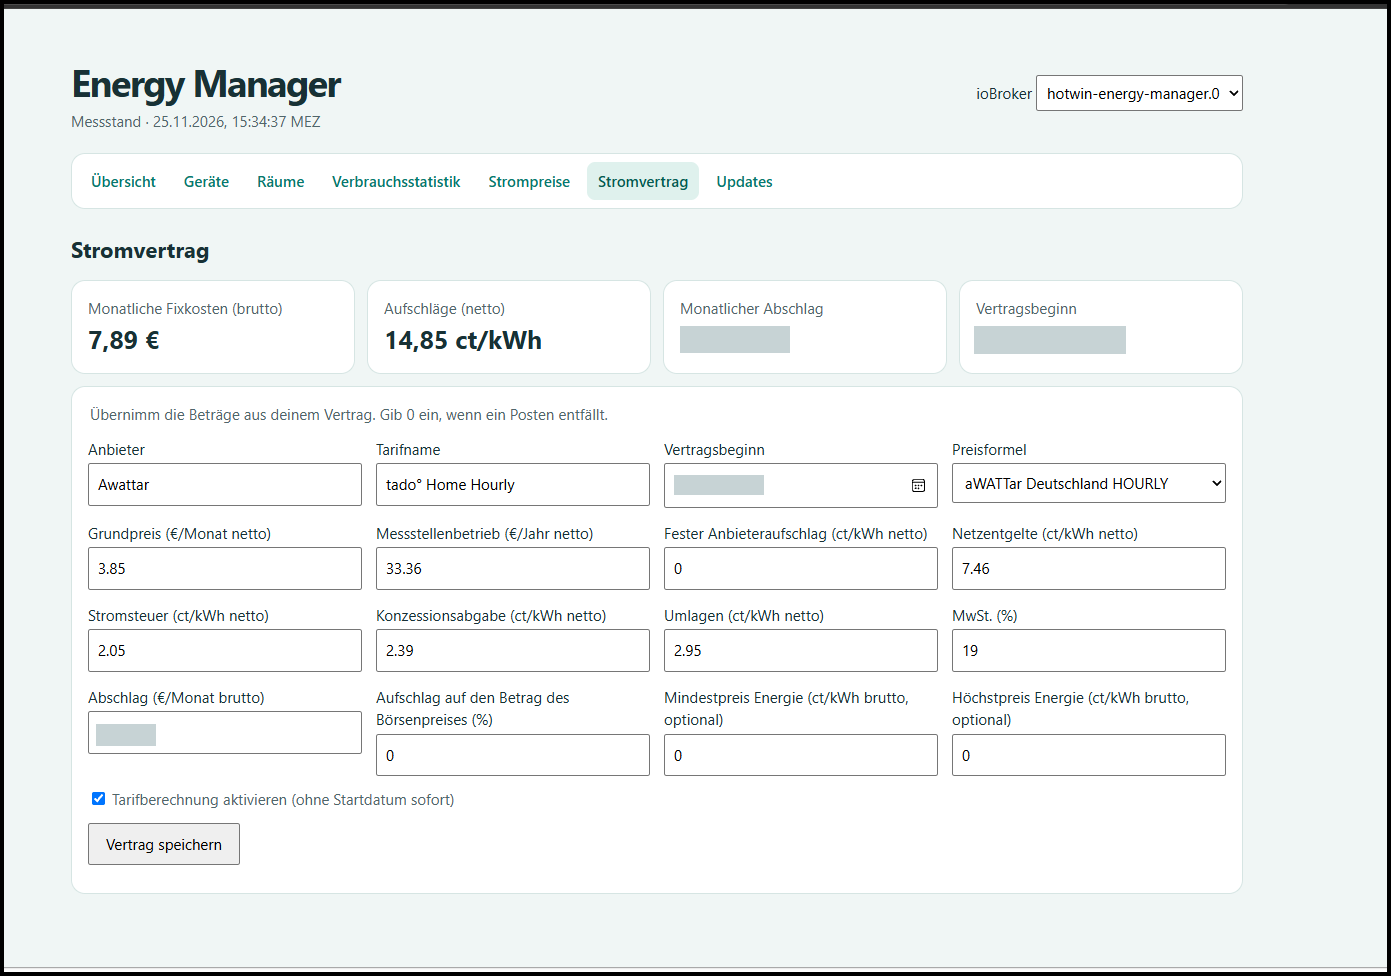 Energy Manager
Messstand · 25.11.2026, 15:34:37 MEZ
ioBroker hotwin-energy-manager.0
Übersicht Geräte Räume Verbrauchsstatistik Strompreise Stromvertrag Updates
Stromvertrag
Monatliche Fixkosten (brutto)
7,89 €
Aufschläge (netto)
14,85 ct/kWh
Monatlicher Abschlag
Vertragsbeginn
Übernimm die Beträge aus deinem Vertrag. Gib 0 ein, wenn ein Posten entfällt.
Anbieter
Awattar
Tarifname
tado° Home Hourly
Vertragsbeginn
Preisformel
aWATTar Deutschland HOURLY
Grundpreis (€/Monat netto)
3.85
Messstellenbetrieb (€/Jahr netto)
33.36
Fester Anbieteraufschlag (ct/kWh netto)
0
Netzentgelte (ct/kWh netto)
7.46
Stromsteuer (ct/kWh netto)
2.05
Konzessionsabgabe (ct/kWh netto)
2.39
Umlagen (ct/kWh netto)
2.95
MwSt. (%)
19
Abschlag (€/Monat brutto)
Aufschlag auf den Betrag des
Börsenpreises (%)
0
Mindestpreis Energie (ct/kWh brutto,
optional)
0
Höchstpreis Energie (ct/kWh brutto,
optional)
0
Tarifberechnung aktivieren (ohne Startdatum sofort)
Vertrag speichern